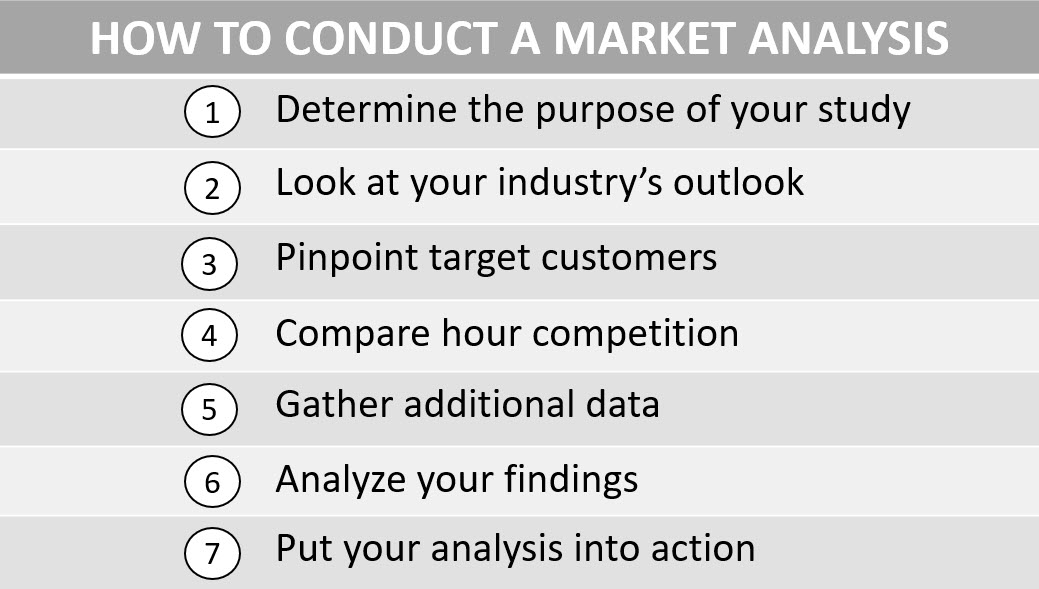 HOW TO CONDUCT A MARKET ANALYSIS
1 Determine the purpose of your study
2 Look at your industry’s outlook
3 Pinpoint target customers
4 Compare hour competition
5 Gather additional data
6 Analyze your findings
7 Put your analysis into action